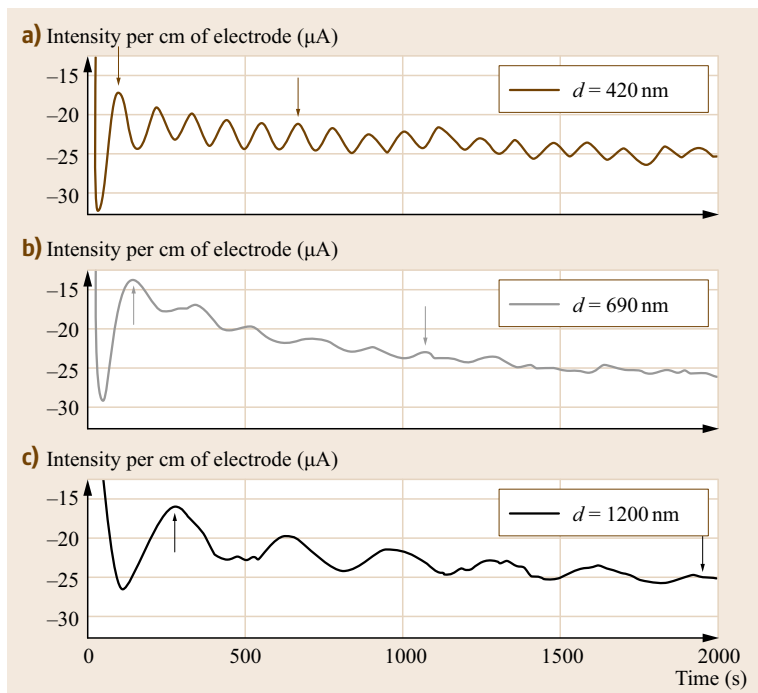 a) Intensity per cm of electrode (μA)
−15
d = 420 nm
−20
−25
−30
b) Intensity per cm of electrode (μA)
−15
d = 690 nm
−20
−25
−30
c) Intensity per cm of electrode (μA)
−15
d = 1200 nm
−20
−25
−30
0 500 1000 1500 2000
Time (s)